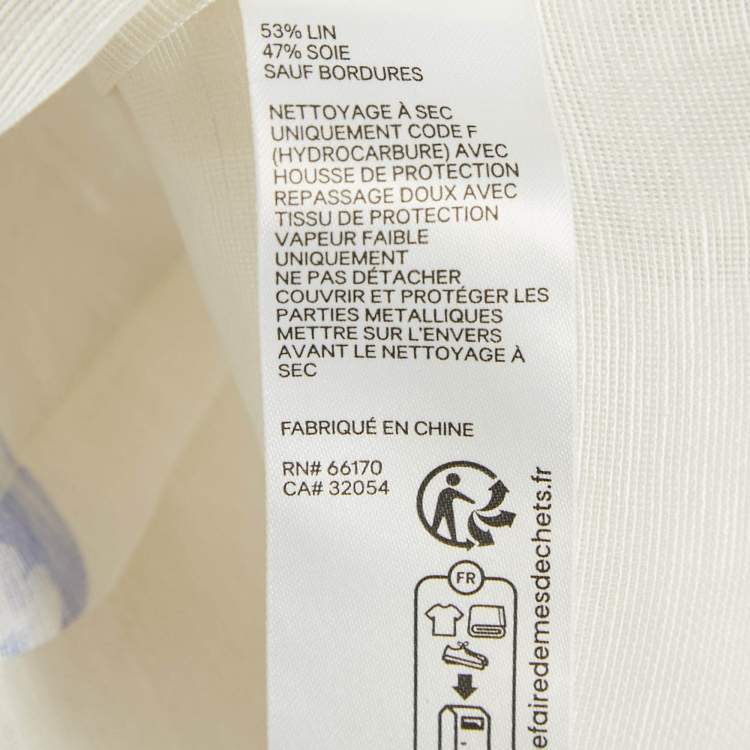 53% LIN
47% SOIE
SAUF BORDURES
NETTOYAGE À SEC
UNIQUEMENT CODE F
(HYDROCARBURE) AVEC
HOUSSE DE PROTECTION
REPASSAGE DOUX AVEC
TISSU DE PROTECTION
VAPEUR FAIBLE
UNIQUEMENT
NE PAS DÉTACHER
COUVRIR ET PROTÉGER LES
PARTIES METALLIQUES
METTRE SUR L'ENVERS
AVANT LE NETTOYAGE À
SEC
FABRIQUÉ EN CHINE
RN# 66170
CA# 32054
FR
efairedemesdechets.fr